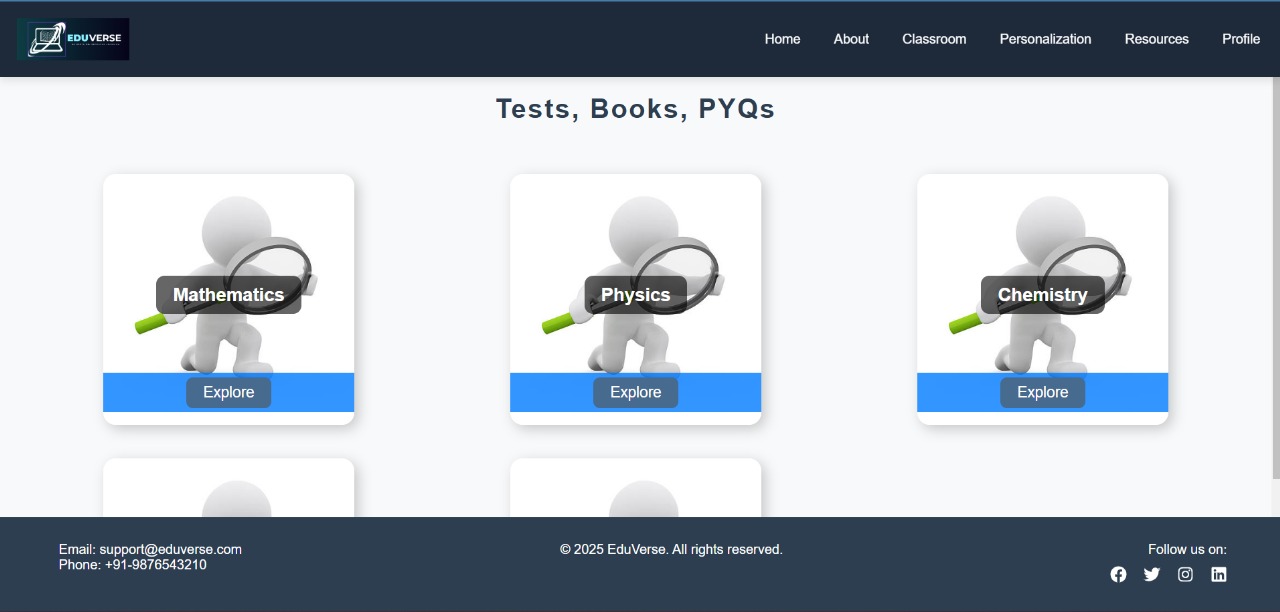 EDUVERSE
Home About Classroom Personalization Resources Profile
Tests, Books, PYQs
Mathematics Physics Chemistry
Explore Explore Explore
Email: support@eduverse.com
Phone: +91-9876543210
© 2025 EduVerse. All rights reserved.
Follow us on: